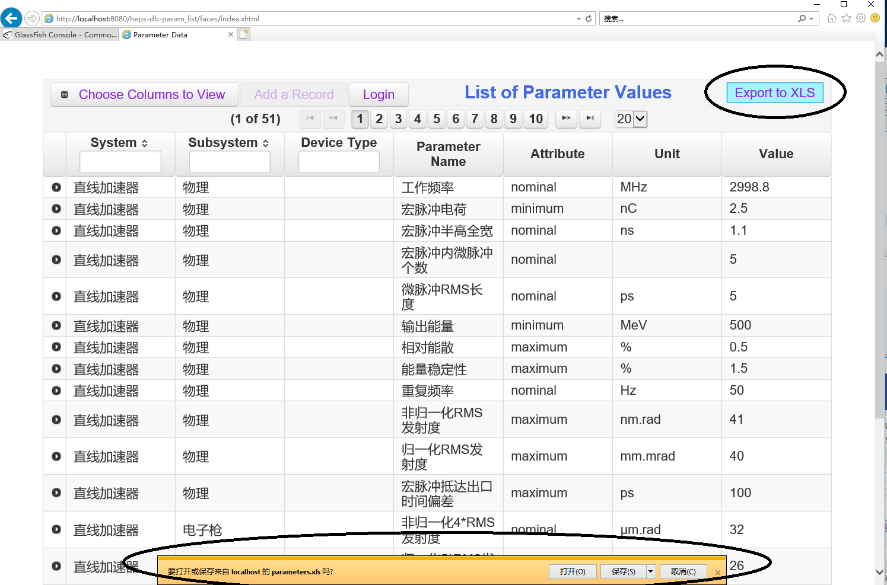 http://localhost:8080/heps-db-param_list/faces/index.xhtml
搜索...
GlassFish Console - Commo...
Parameter Data
Choose Columns to View
Add a Record
Login
List of Parameter Values
Export to XLS
(1 of 51)
1 2 3 4 5 6 7 8 9 10
20
System Subsystem Device Type Parameter Name Attribute Unit Value
直线加速器 物理 工作频率 nominal MHz 2998.8
直线加速器 物理 宏脉冲电荷 minimum nC 2.5
直线加速器 物理 宏脉冲半高全宽 nominal ns 1.1
直线加速器 物理 宏脉冲内微脉冲个数 nominal 5
直线加速器 物理 微脉冲RMS长度 nominal ps 5
直线加速器 物理 输出能量 minimum MeV 500
直线加速器 物理 相对能散 maximum % 0.5
直线加速器 物理 能量稳定性 maximum % 1.5
直线加速器 物理 重复频率 nominal Hz 50
直线加速器 物理 非归一化RMS发射度 maximum nm.rad 41
直线加速器 物理 归一化RMS发射度 maximum mm.mrad 40
直线加速器 物理 宏脉冲抵达出口时间偏差 maximum ps 100
直线加速器 电子枪 非归一化4*RMS发射度 nominal μm.rad 32
直线加速器 26
要打开或保存来自 localhost 的 parameters.xls 吗?
打开(O)
保存(S)
取消(C)